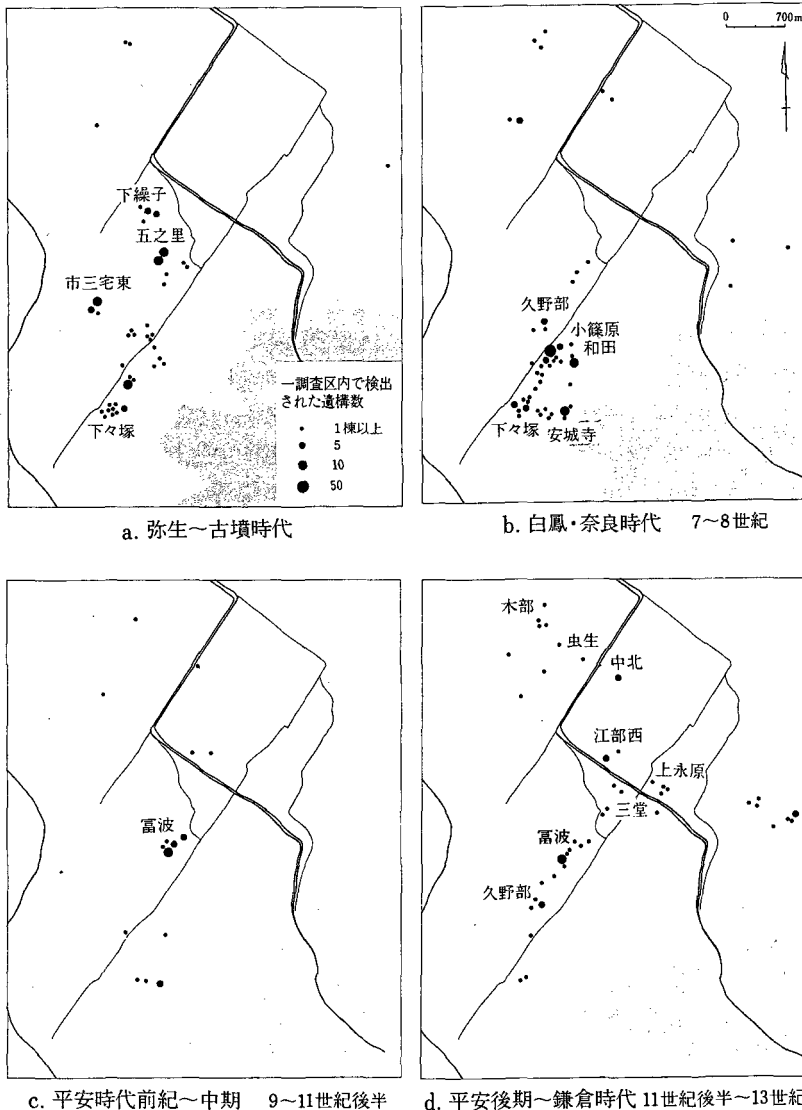 下繰子
五之里
市三宅東
下々塚
一調査区内で検出
された遺構数
1棟以上
5
10
50
a. 弥生～古墳時代
0 700m
久野部
小篠原
和田
下々塚
安城寺
b. 白鳳・奈良時代 7～8世紀
冨波
c. 平安時代前紀～中期 9～11世紀後半
木部
虫生
中北
江部西
上永原
三堂
冨波
久野部
d. 平安後期～鎌倉時代 11世紀後半～13世紀